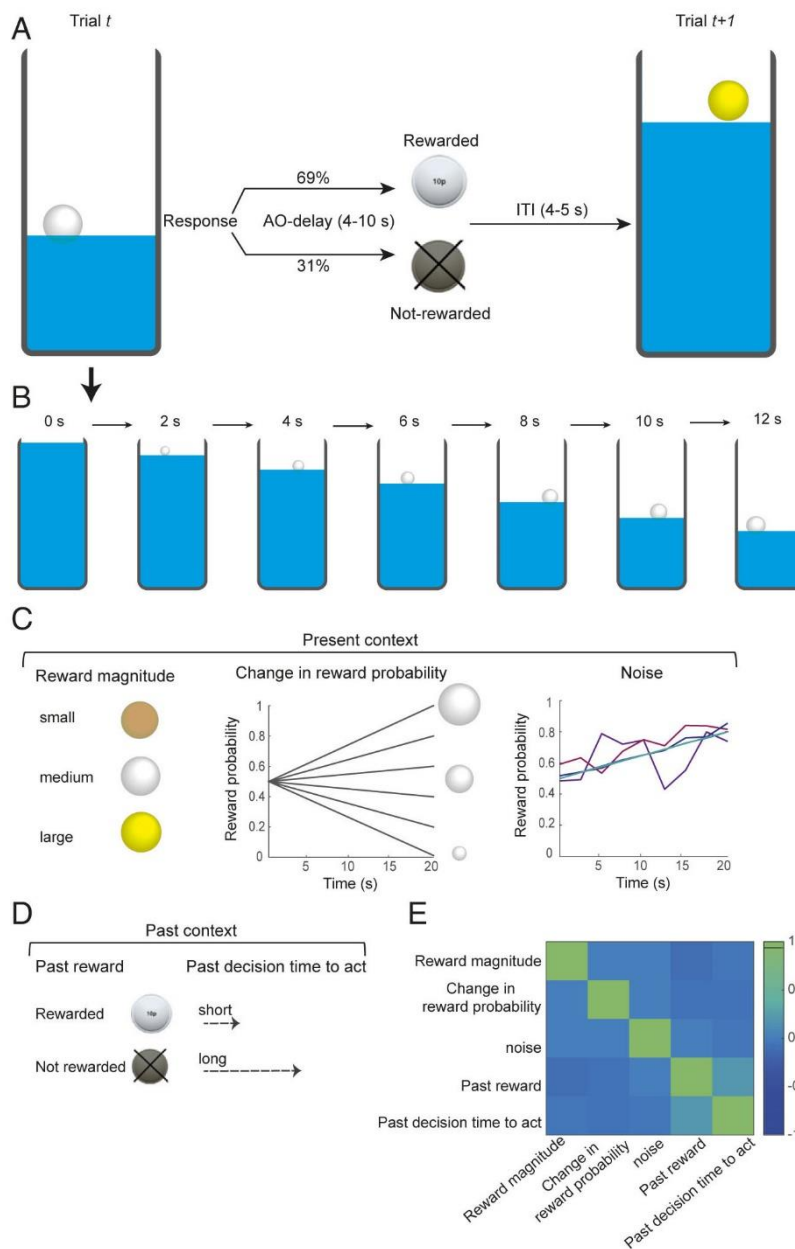 A
Trial t
Trial t+1
Rewarded
69%
10p
Response
AO-delay (4-10 s)
ITI (4-5 s)
31%
Not-rewarded
B
0 s
2 s
4 s
6 s
8 s
10 s
12 s
C
Present context
Reward magnitude
small
medium
large
Change in reward probability
Reward probability
1
0.8
0.6
0.4
0.2
0
5
10
15
20
Time (s)
Noise
Reward probability
1
0.8
0.6
0.4
0.2
0
5
10
15
20
Time (s)
D
Past context
Past reward
Past decision time to act
Rewarded
10p
short
Not rewarded
long
E
Reward magnitude
Change in
reward probability
noise
Past reward
Past decision time to act
Reward magnitude
Change in
reward probability
noise
Past reward
Past decision time to act
1
0
0
-0
-1